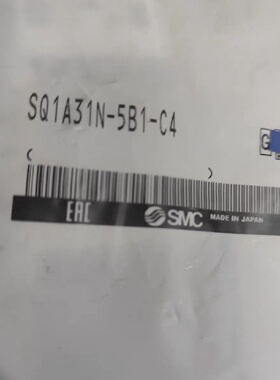 SQ1A31N-5B1-C4
G
( )
EAC SMC MADE IN JAPAN